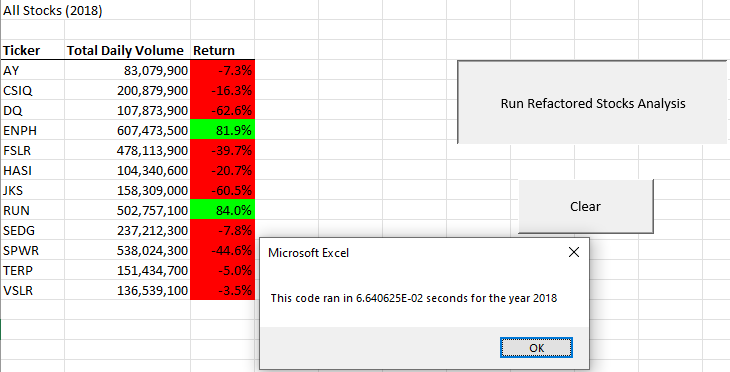 All Stocks (2018)
Ticker Total Daily Volume Return
AY 83,079,900 -7.3%
CSIQ 200,879,900 -16.3%
DQ 107,873,900 -62.6%
ENPH 607,473,500 81.9%
FSLR 478,113,900 -39.7%
HASI 104,340,600 -20.7%
JKS 158,309,000 -60.5%
RUN 502,757,100 84.0%
SEDG 237,212,300 -7.8%
SPWR 538,024,300 -44.6%
TERP 151,434,700 -5.0%
VSLR 136,539,100 -3.5%
Run Refactored Stocks Analysis
Clear
Microsoft Excel
This code ran in 6.640625E-02 seconds for the year 2018
OK